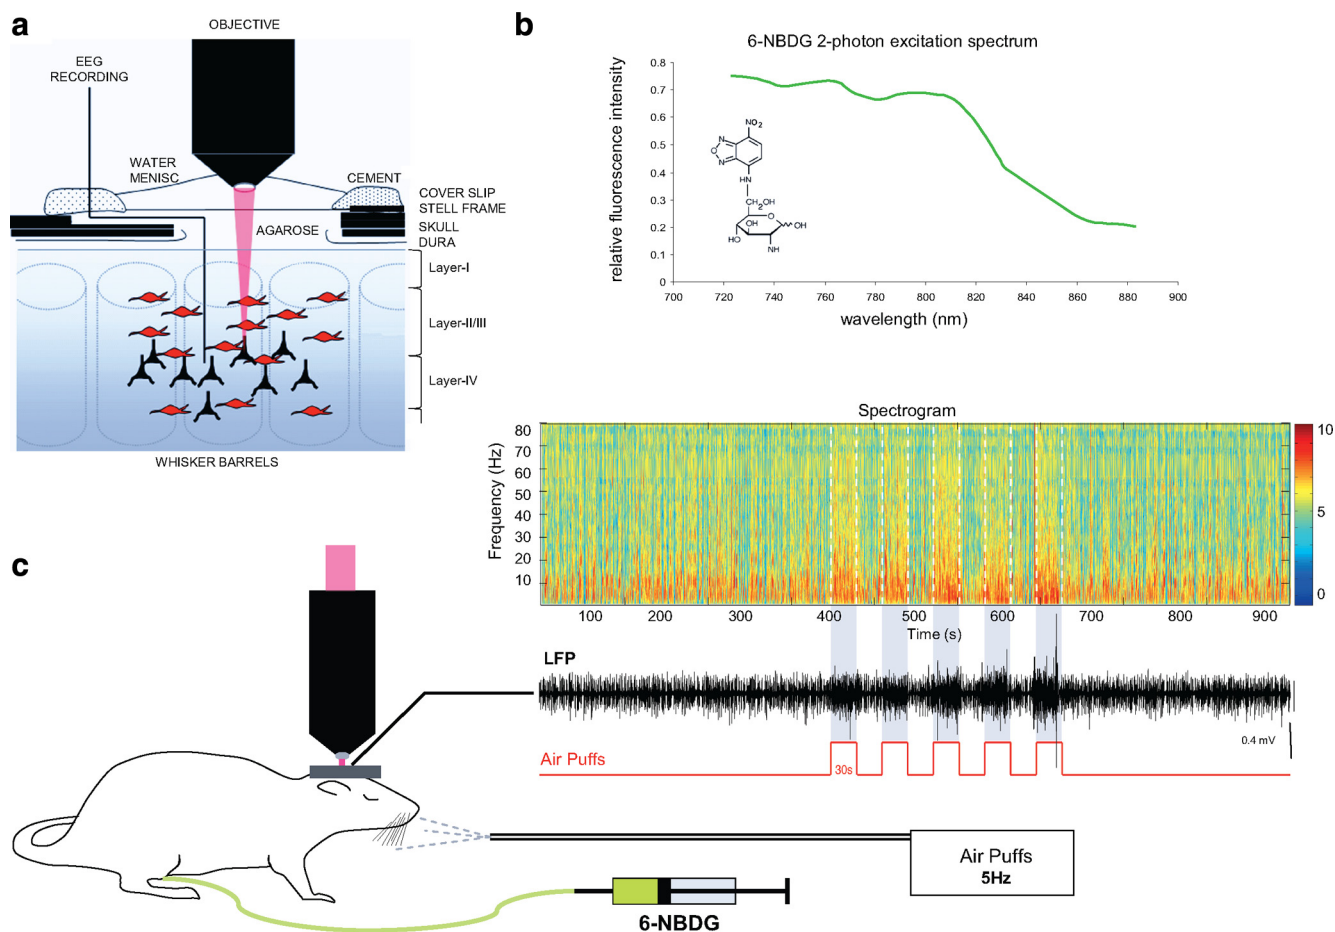 a
OBJECTIVE
EEG
RECORDING
WATER
MENISC
CEMENT
COVER SLIP
STELL FRAME
AGAROSE
SKULL
DURA
Layer-I
Layer-II/III
Layer-IV
WHISKER BARRELS
b
6-NBDG 2-photon excitation spectrum
relative fluorescence intensity
0.8
0.7
0.6
0.5
0.4
0.3
0.2
0.1
0
700 740 760 780 800 820 840 860 880 900
wavelength (nm)
NO2
N
O
N
HN
CH2OH
O
OH
OH
HO
NH
Spectrogram
Frequency (Hz)
80
70
60
50
40
30
20
10
100 200 300 400 500 600 700 800 900
Time (s)
10
5
0
c
LFP
0.4 mV
Air Puffs
30s
Air Puffs
5Hz
6-NBDG